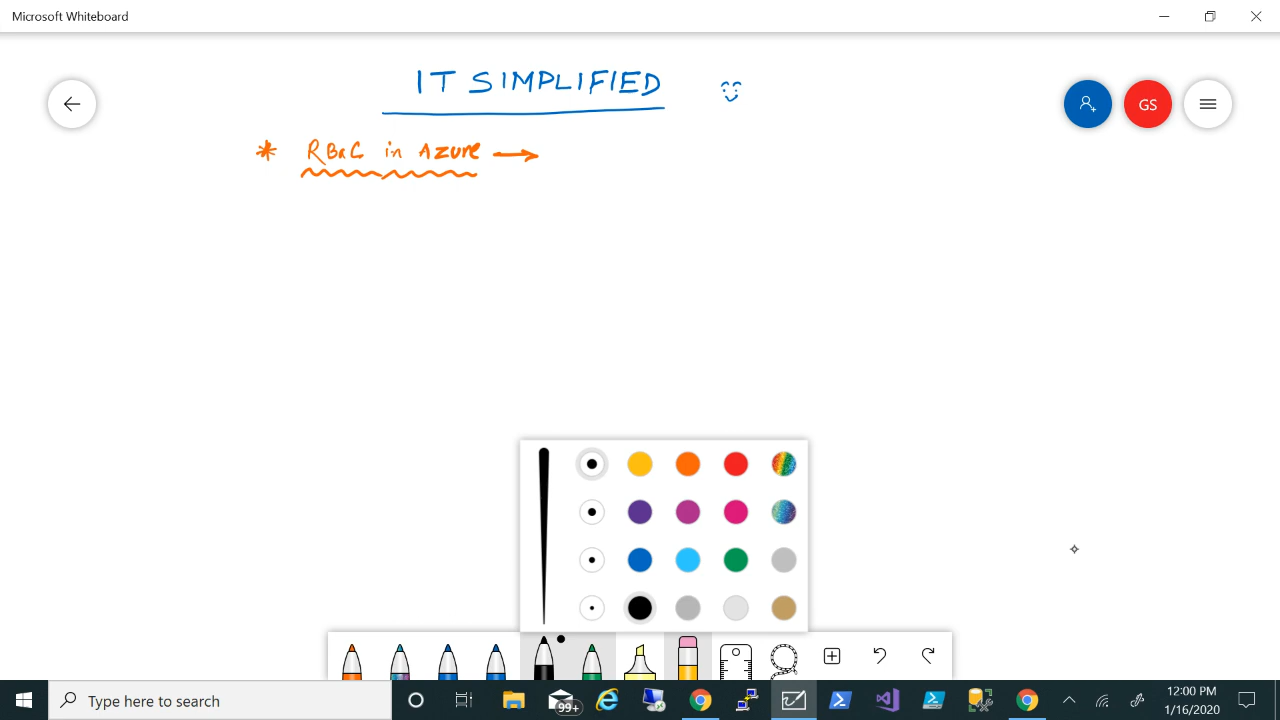 Microsoft Whiteboard
IT SIMPLIFIED
GS
* RBaC in Azure →
99+
Type here to search
12:00 PM
1/16/2020